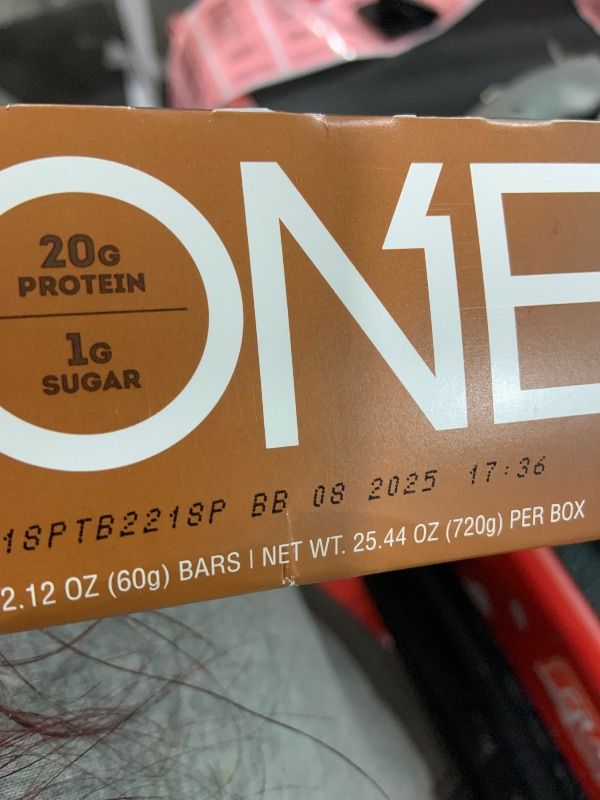 ONE
20G
PROTEIN
1G
SUGAR
18PTB2218P BB 08 2025 17:36
2.12 OZ (60g) BARS | NET WT. 25.44 OZ (720g) PER BOX